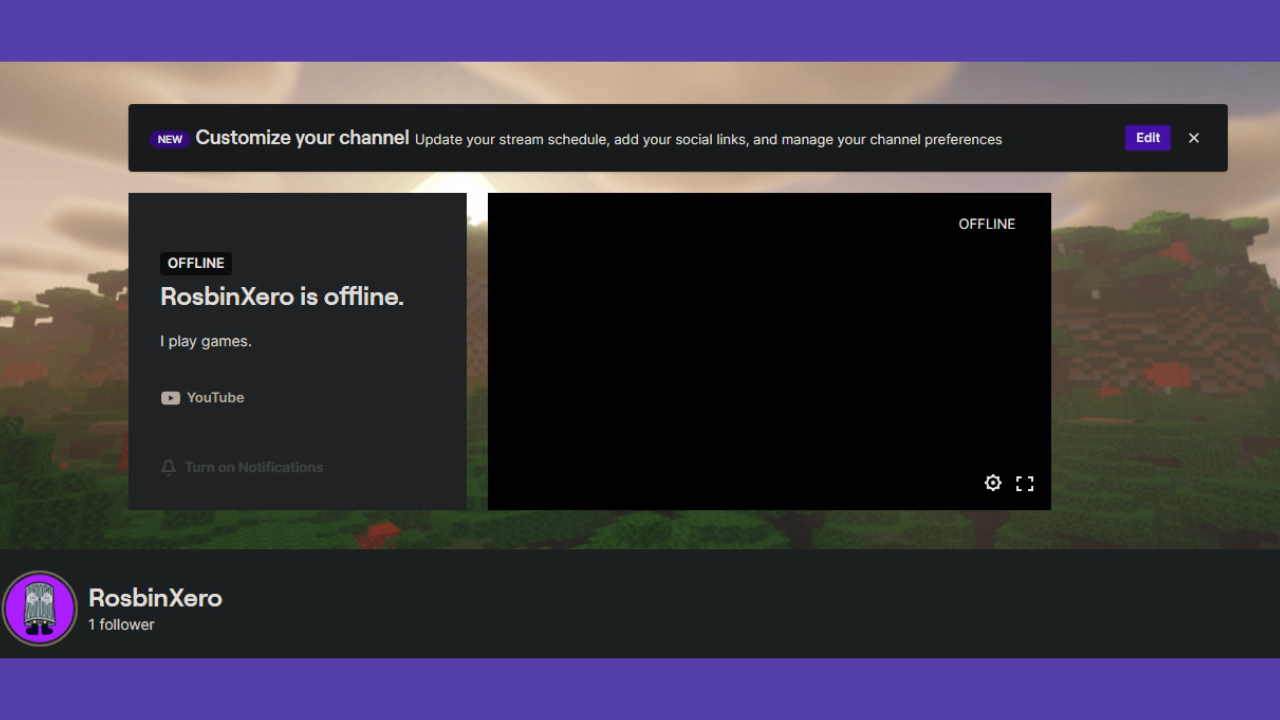 NEW Customize your channel Update your stream schedule, add your social links, and manage your channel preferences Edit
OFFLINE
OFFLINE
RosbinXero is offline.
I play games.
YouTube
Turn on Notifications
RosbinXero
1 follower